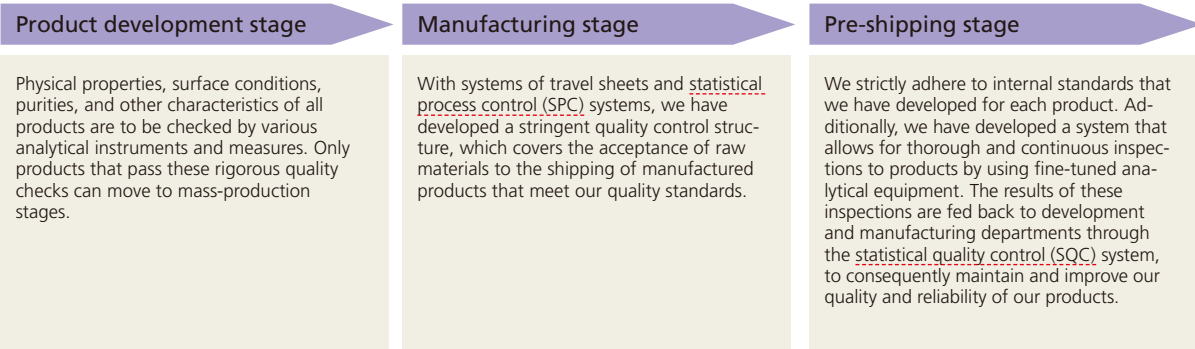 Product development stage
Physical properties, surface conditions,
purities, and other characteristics of all
products are to be checked by various
analytical instruments and measures. Only
products that pass these rigorous quality
checks can move to mass-production
stages.
Manufacturing stage
With systems of travel sheets and statistical
process control (SPC) systems, we have
developed a stringent quality control struc-
ture, which covers the acceptance of raw
materials to the shipping of manufactured
products that meet our quality standards.
Pre-shipping stage
We strictly adhere to internal standards that
we have developed for each product. Ad-
ditionally, we have developed a system that
allows for thorough and continuous inspec-
tions to products by using fine-tuned ana-
lytical equipment. The results of these
inspections are fed back to development
and manufacturing departments through
the statistical quality control (SQC) system,
to consequently maintain and improve our
quality and reliability of our products.